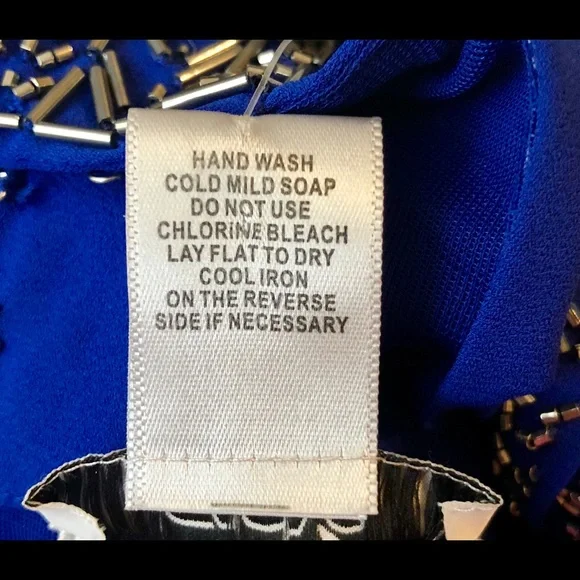 HAND WASH
COLD MILD SOAP
DO NOT USE
CHLORINE BLEACH
LAY FLAT TO DRY
COOL IRON
ON THE REVERSE
SIDE IF NECESSARY